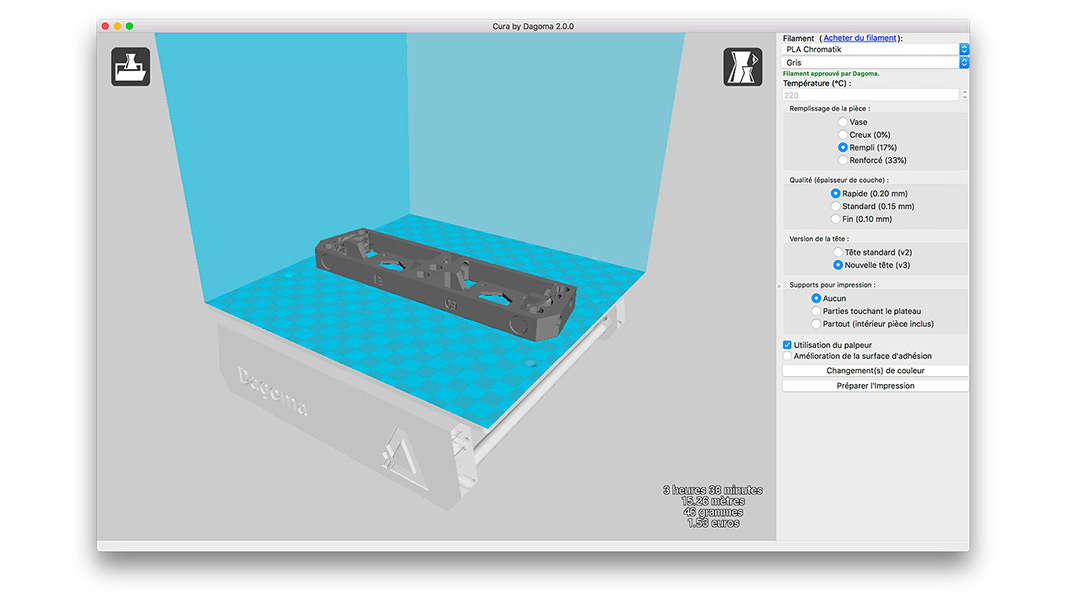 Cura by Dagoma 2.0.0
Filament (Acheter du filament):
PLA Chromatik
Gris
Filament approuvé par Dagoma.
Température (°C) :
220
Remplissage de la pièce :
Vase
Creux (0%)
Rempli (17%)
Renforcé (33%)
Qualité (épaisseur de couche) :
Rapide (0.20 mm)
Standard (0.15 mm)
Fin (0.10 mm)
Version de la tête :
Tête standard (v2)
Nouvelle tête (v3)
Supports pour impression :
Aucun
Parties touchant le plateau
Partout (intérieur pièce inclus)
Utilisation du palpeur
Amélioration de la surface d'adhésion
Changement(s) de couleur
Préparer l'Impression
Dagoma
3 heures 38 minutes
15.26 mètres
46 grammes
1.53 euros